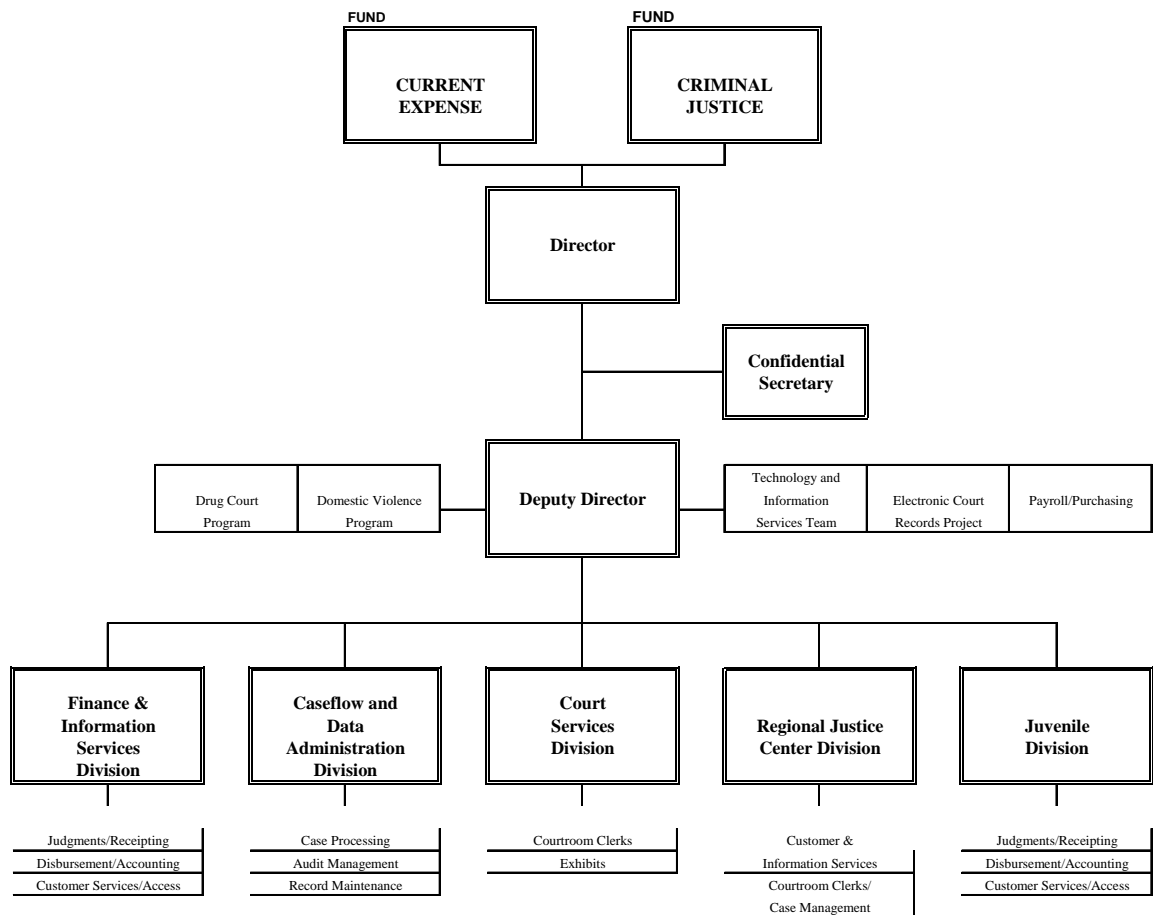 FUND
CURRENT
EXPENSE
FUND
CRIMINAL
JUSTICE
Director
Confidential
Secretary
Drug Court
Program
Domestic Violence
Program
Deputy Director
Technology and
Information
Services Team
Electronic Court
Records Project
Payroll/Purchasing
Finance &
Information
Services
Division
Caseflow and
Data
Administration
Division
Court
Services
Division
Regional Justice
Center Division
Juvenile
Division
Judgments/Receipting
Disbursement/Accounting
Customer Services/Access
Case Processing
Audit Management
Record Maintenance
Courtroom Clerks
Exhibits
Customer &
Information Services
Courtroom Clerks/
Case Management
Judgments/Receipting
Disbursement/Accounting
Customer Services/Access